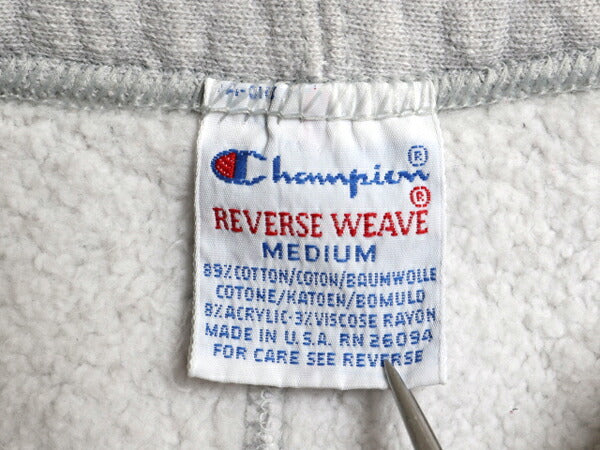 Champion®
REVERSE WEAVE®
MEDIUM
89%COTTON/COTON/BAUMWOLLE
COTONE/KATOEN/BOMULD
8%ACRYLIC-3%VISCOSE RAYON
MADE IN U.S.A. RN 26094
FOR CARE SEE REVERSE